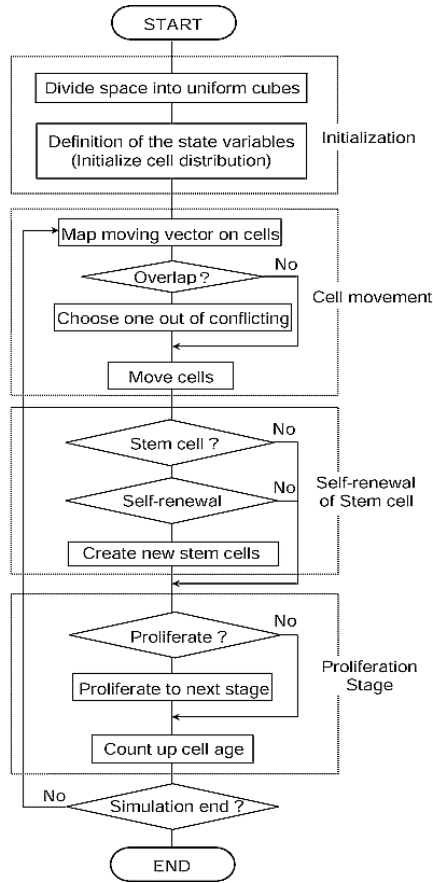 START
Divide space into uniform cubes
Definition of the state variables
(Initialize cell distribution)
Initialization
Map moving vector on cells
Overlap ?
No
Choose one out of conflicting
Cell movement
Move cells
Stem cell ?
No
Self-renewal
No
Self-renewal
of Stem cell
Create new stem cells
Proliferate ?
No
Proliferate to next stage
Proliferation
Stage
Count up cell age
No
Simulation end ?
END